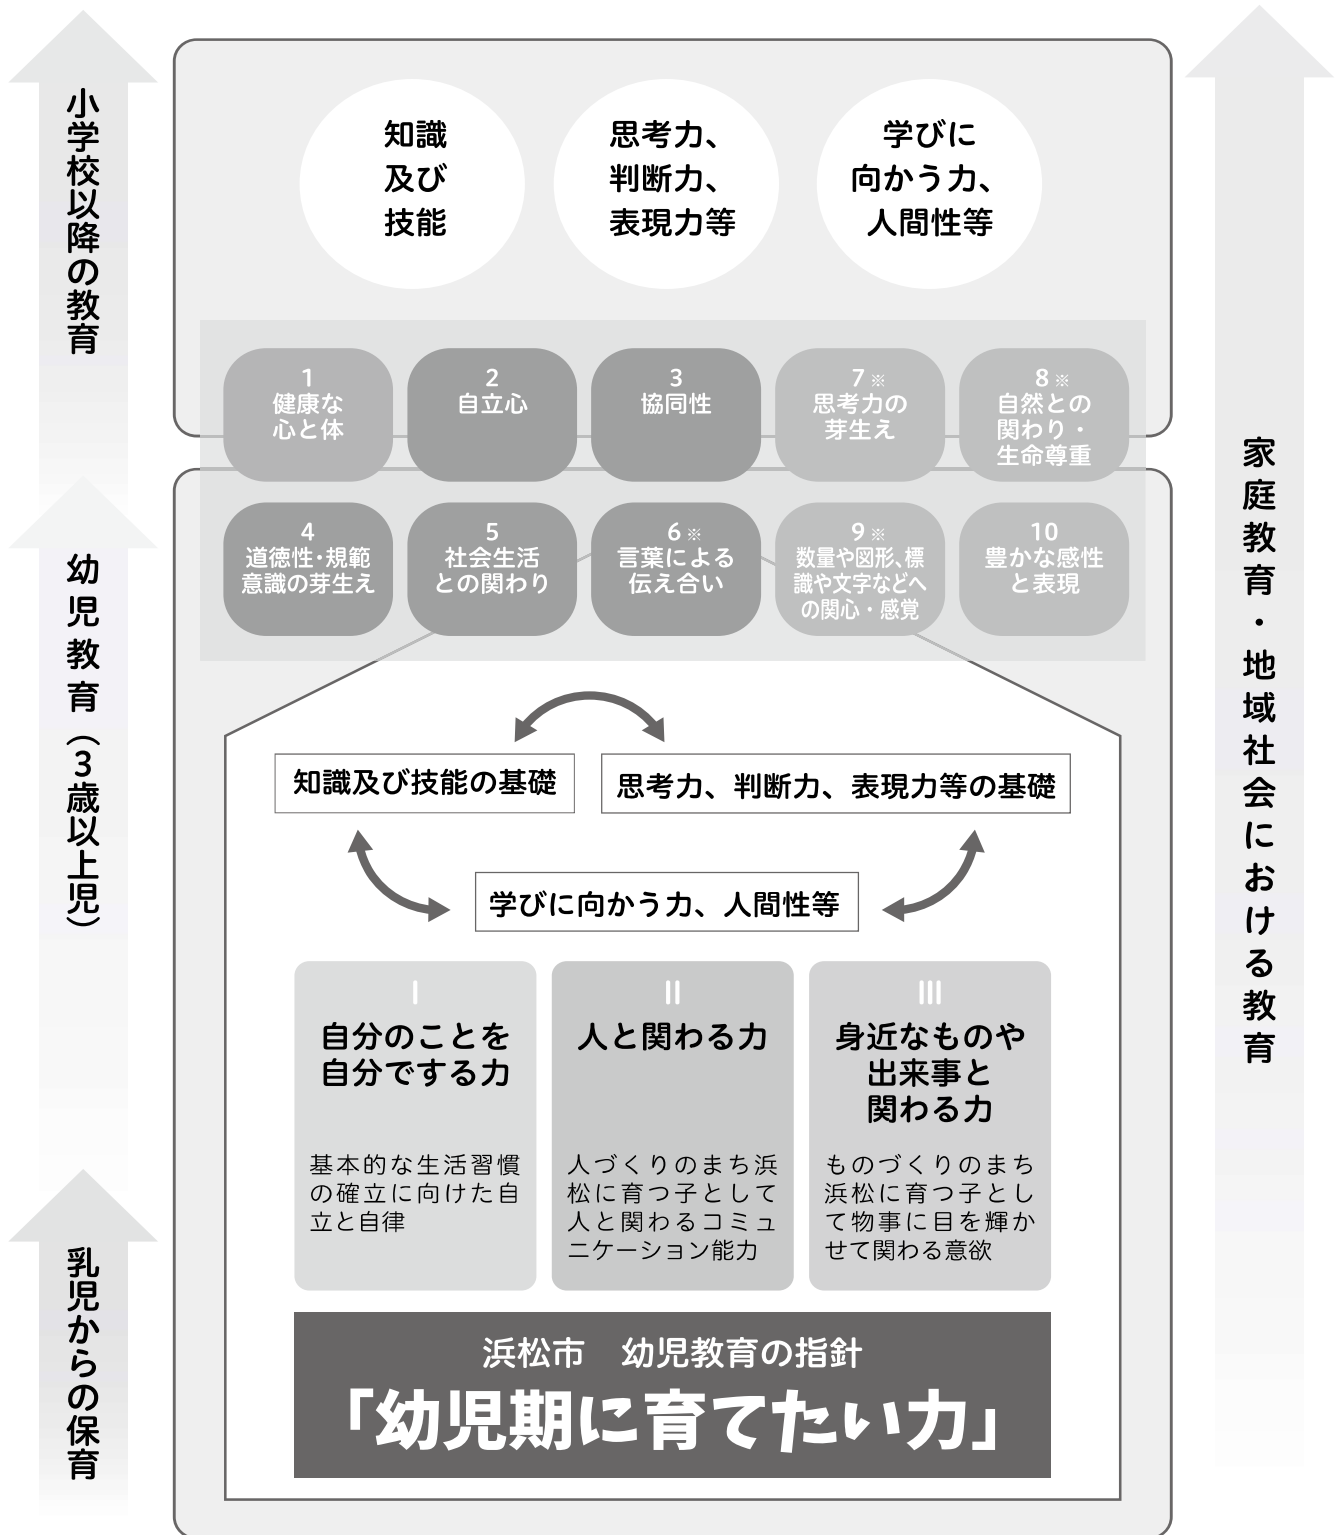 小学校以降の教育
知識
及び
技能
思考力、
判断力、
表現力等
学びに
向かう力、
人間性等
1
健康な
心と体
2
自立心
3
協同性
7※
思考力の
芽生え
8※
自然との
関わり・
生命尊重
4
道徳性・規範
意識の芽生え
5
社会生活
との関わり
6※
言葉による
伝え合い
9※
数量や図形、標
識や文字などへ
の関心・感覚
10
豊かな感性
と表現
幼児教育（3歳以上児）
家庭教育・地域社会における教育
知識及び技能の基礎
思考力、判断力、表現力等の基礎
学びに向かう力、人間性等
I
自分のことを
自分でする力
基本的な生活習慣
の確立に向けた自
立と自律
II
人と関わる力
人づくりのまち浜
松に育つ子として
人と関わるコミュ
ニケーション能力
III
身近なものや
出来事と
関わる力
ものづくりのまち
浜松に育つ子とし
て物事に目を輝か
せて関わる意欲
乳児からの保育
浜松市　幼児教育の指針
「幼児期に育てたい力」